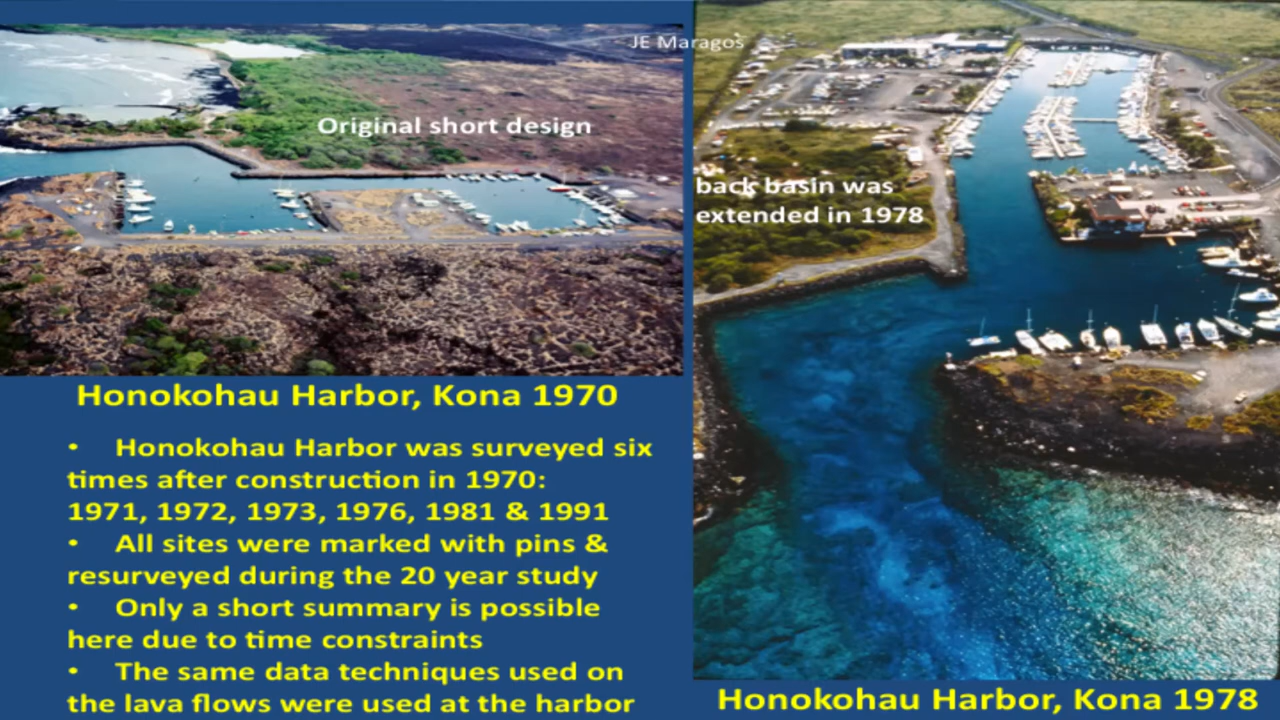 JE Maragos
Original short design
back basin was
extended in 1978
Honokohau Harbor, Kona 1970
• Honokohau Harbor was surveyed six
times after construction in 1970:
1971, 1972, 1973, 1976, 1981 & 1991
• All sites were marked with pins &
resurveyed during the 20 year study
• Only a short summary is possible
here due to time constraints
• The same data techniques used on
the lava flows were used at the harbor
Honokohau Harbor, Kona 1978